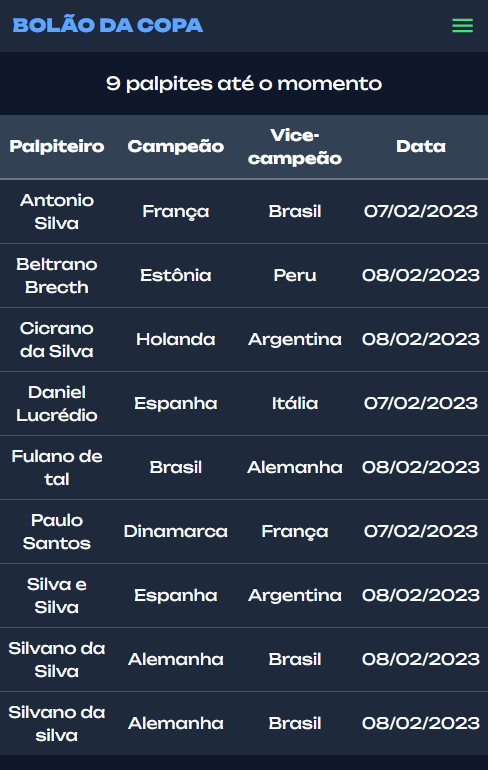 BOLÃO DA COPA
9 palpites até o momento
Palpiteiro Campeão Vice-campeão Data
Antonio Silva França Brasil 07/02/2023
Beltrano Brecth Estônia Peru 08/02/2023
Cicrano da Silva Holanda Argentina 08/02/2023
Daniel Lucrédio Espanha Itália 07/02/2023
Fulano de tal Brasil Alemanha 08/02/2023
Paulo Santos Dinamarca França 07/02/2023
Silva e Silva Espanha Argentina 08/02/2023
Silvano da Silva Alemanha Brasil 08/02/2023
Silvano da silva Alemanha Brasil 08/02/2023